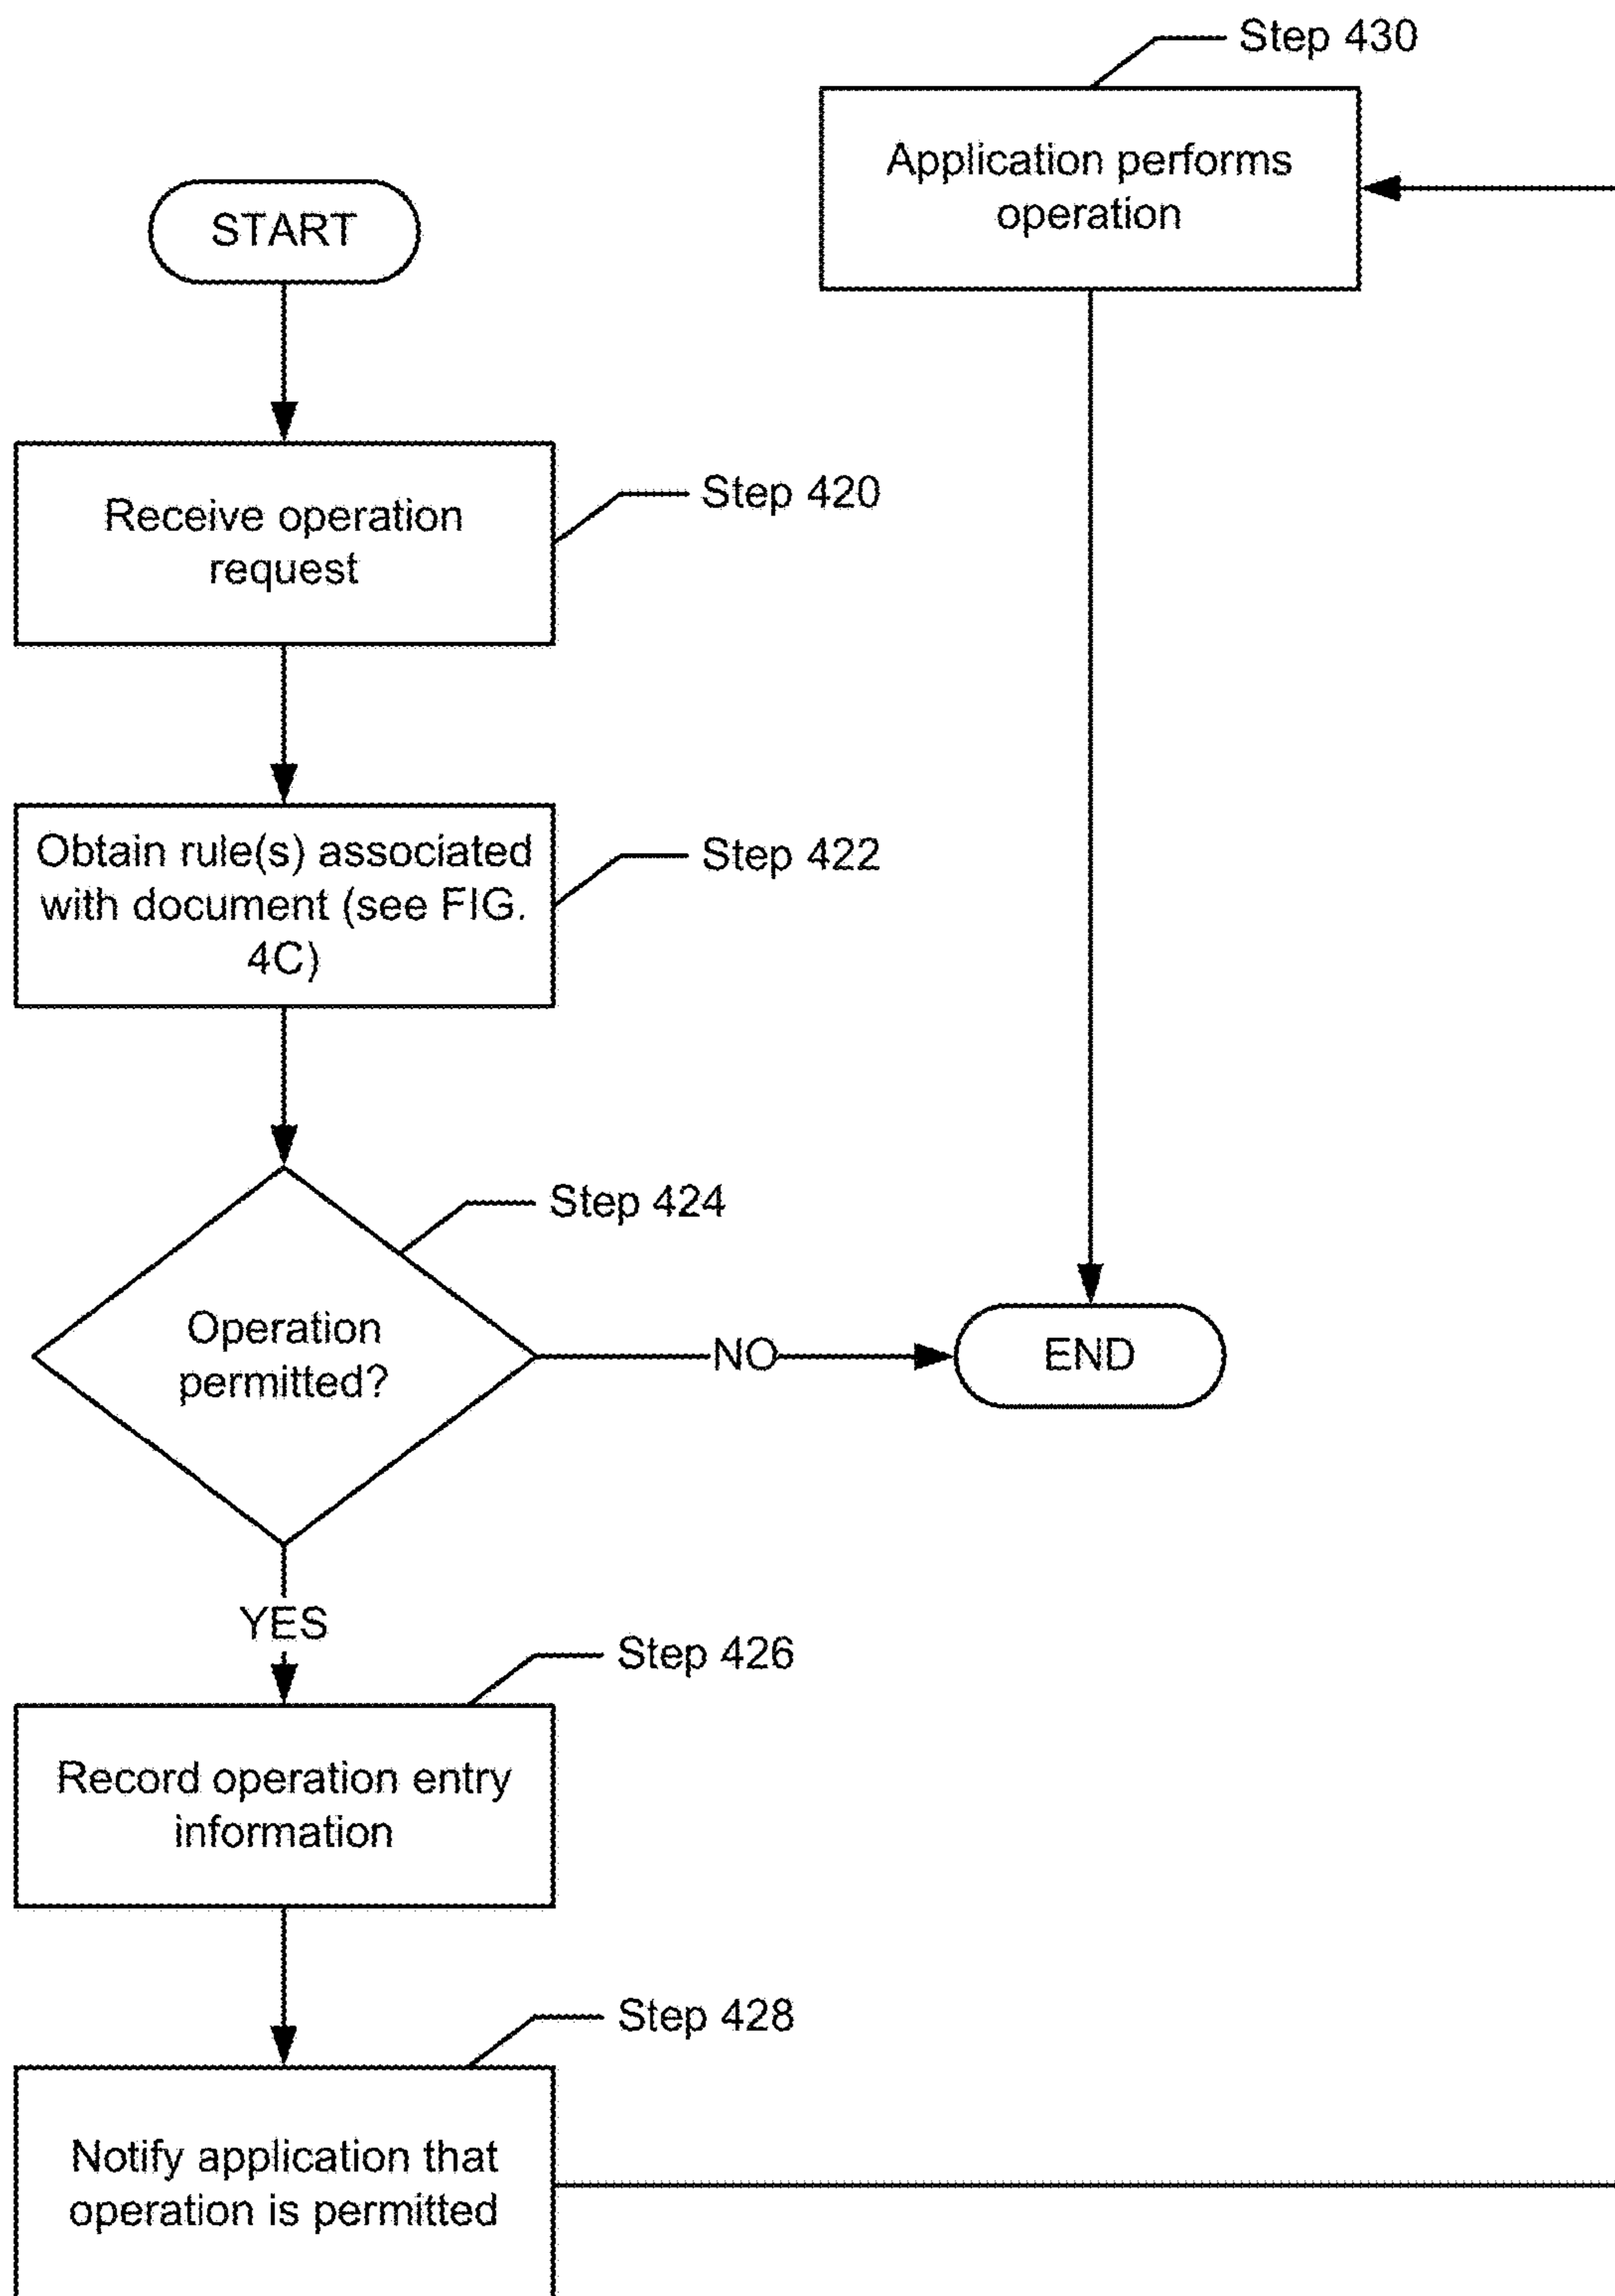 START
Receive operation
request
Step 420
Obtain rule(s) associated
with document (see FIG.
4C)
Step 422
Step 424
Operation
permitted?
NO
YES
Step 426
Record operation entry
information
Step 428
Notify application that
operation is permitted
Step 430
Application performs
operation
END